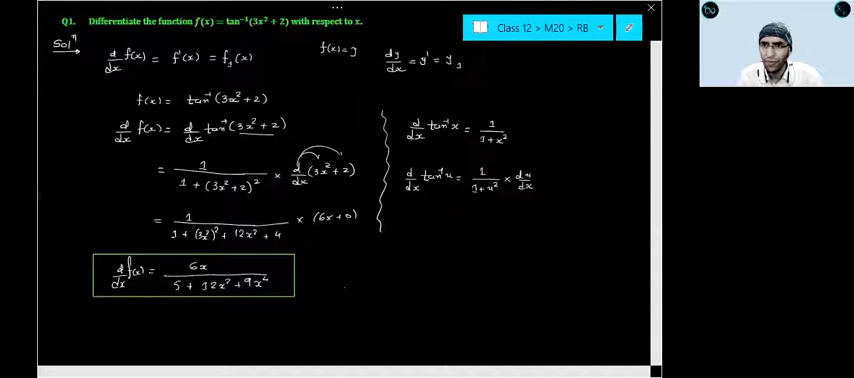 Q1. Differentiate the function f(x) = tan⁻¹(3x² + 2) with respect to x.
Class 12 > M20 > RB
Solⁿ
d/dx f(x) = f'(x) = f₁(x)
f(x) = y
dy/dx = y' = y₁
f(x) = tan⁻¹(3x²+2)
d/dx f(x) = d/dx tan⁻¹(3x²+2)
= 1/(1+(3x²+2)²) × d/dx (3x²+2)
= 1/(1+(3x²)²+12x²+4) × (6x+0)
d/dx f(x) = 6x/(5+12x²+9x⁴)
d/dx tan⁻¹x = 1/(1+x²)
d/dx tan⁻¹u = 1/(1+u²) × du/dx